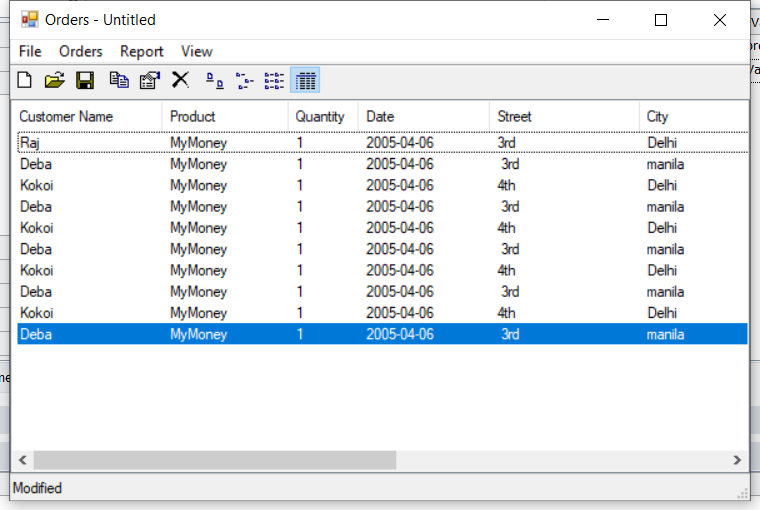 Orders - Untitled
File Orders Report View
Customer Name Product Quantity Date Street City
Raj MyMoney 1 2005-04-06 3rd Delhi
Deba MyMoney 1 2005-04-06 3rd manila
Kokoi MyMoney 1 2005-04-06 4th Delhi
Deba MyMoney 1 2005-04-06 3rd manila
Kokoi MyMoney 1 2005-04-06 4th Delhi
Deba MyMoney 1 2005-04-06 3rd manila
Kokoi MyMoney 1 2005-04-06 4th Delhi
Deba MyMoney 1 2005-04-06 3rd manila
Kokoi MyMoney 1 2005-04-06 4th Delhi
Deba MyMoney 1 2005-04-06 3rd manila
Modified